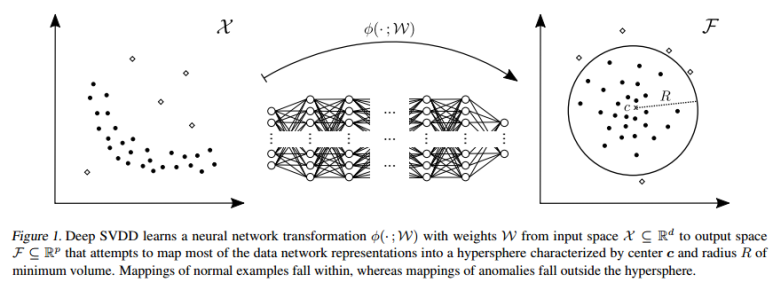 𝒳
ϕ(· ; 𝒲)
ℱ
c
R
Figure 1. Deep SVDD learns a neural network transformation ϕ(· ; 𝒲) with weights 𝒲 from input space 𝒳 ⊆ ℝᵈ to output space
ℱ ⊆ ℝᵖ that attempts to map most of the data network representations into a hypersphere characterized by center c and radius R of
minimum volume. Mappings of normal examples fall within, whereas mappings of anomalies fall outside the hypersphere.